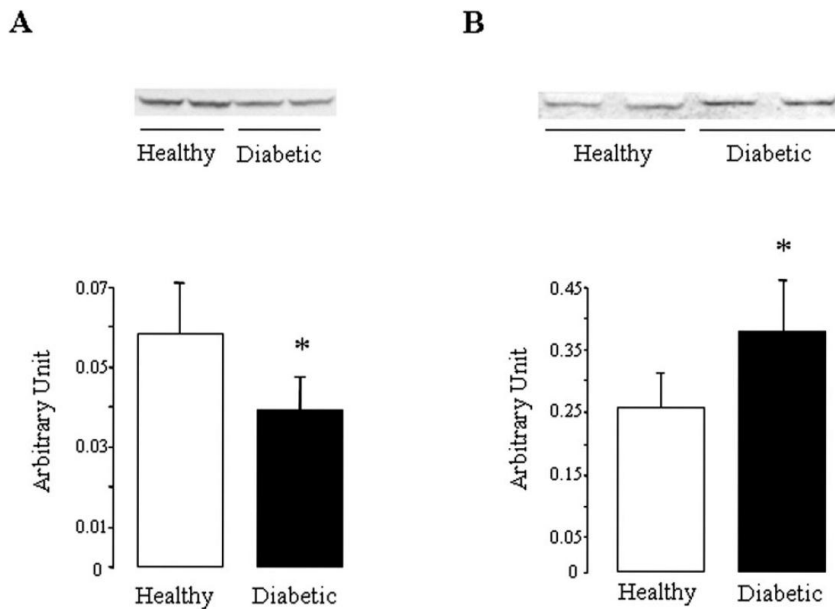 A
Healthy Diabetic
*
0.07
0.05
0.03
0.01
0
Arbitrary Unit
Healthy Diabetic
B
Healthy Diabetic
*
0.45
0.35
0.25
0.15
0.05
0
Arbitrary Unit
Healthy Diabetic